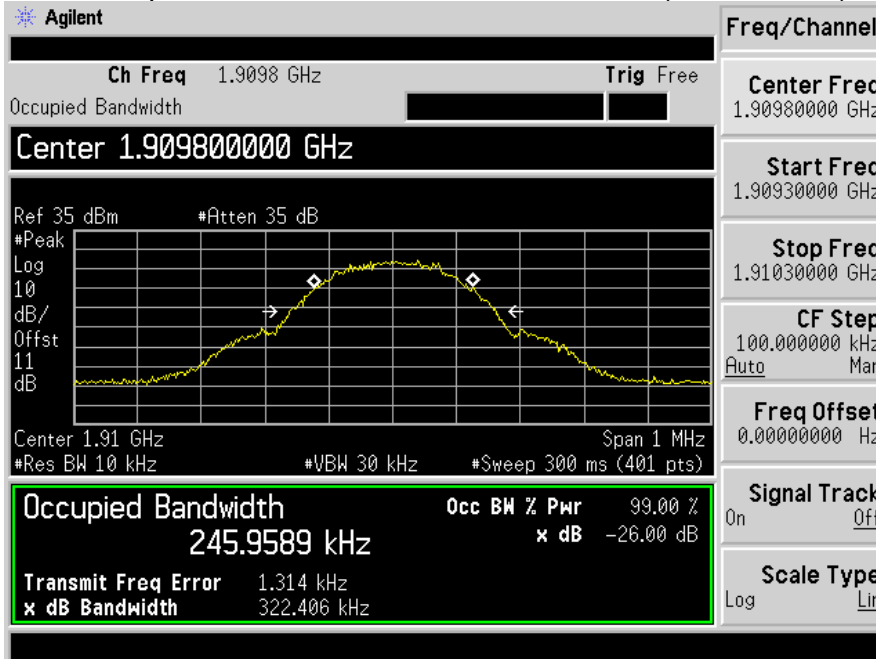 Agilent
Ch Freq 1.9098 GHz Trig Free
Occupied Bandwidth
Center 1.909800000 GHz
Ref 35 dBm #Atten 35 dB
#Peak
Log
10
dB/
Offst
11
dB
Center 1.91 GHz Span 1 MHz
#Res BW 10 kHz #VBW 30 kHz #Sweep 300 ms (401 pts)
Occupied Bandwidth Occ BW % Pwr 99.00 %
245.9589 kHz x dB -26.00 dB
Transmit Freq Error 1.314 kHz
x dB Bandwidth 322.406 kHz
Freq/Channel
Center Freq
1.90980000 GHz
Start Freq
1.90930000 GHz
Stop Freq
1.91030000 GHz
CF Step
100.000000 kHz
Auto Man
Freq Offset
0.00000000 Hz
Signal Track
On Off
Scale Type
Log Lin